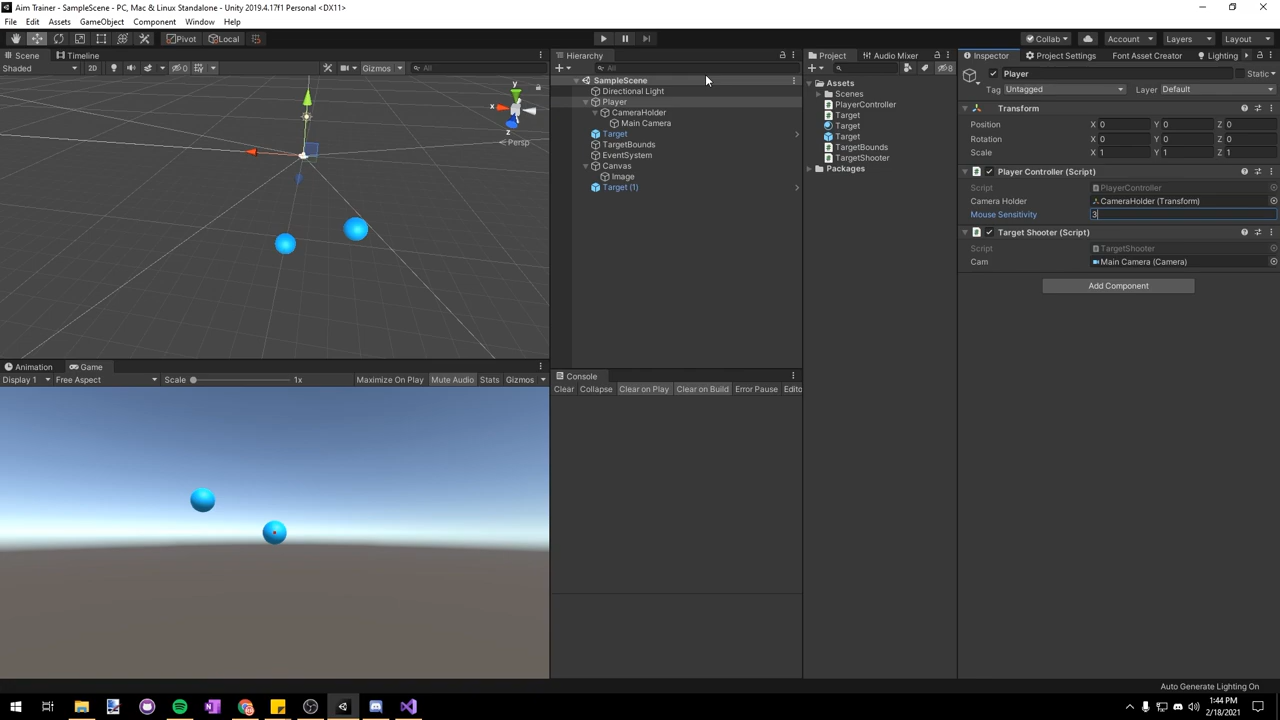 Aim Trainer - SampleScene - PC, Mac & Linux Standalone - Unity 2019.4.17f1 Personal <DX11>
File Edit Assets GameObject Component Window Help
Pivot Local Collab Account Layers Layout
Scene Timeline
Shaded 2D 0 Gizmos All
y
x
z
Persp
Animation Game
Display 1 Free Aspect Scale 1x Maximize On Play Mute Audio Stats Gizmos
Hierarchy
All
SampleScene
Directional Light
Player
CameraHolder
Main Camera
Target
TargetBounds
EventSystem
Canvas
Image
Target (1)
Console
Clear Collapse Clear on Play Clear on Build Error Pause Edito
Project Audio Mixer
8
Assets
Scenes
PlayerController
Target
Target
Target
TargetBounds
TargetShooter
Packages
Inspector Project Settings Font Asset Creator Lighting
Player Static
Tag Untagged Layer Default
Transform
Position X 0 Y 0 Z 0
Rotation X 0 Y 0 Z 0
Scale X 1 Y 1 Z 1
Player Controller (Script)
Script PlayerController
Camera Holder CameraHolder (Transform)
Mouse Sensitivity 3
Target Shooter (Script)
Script TargetShooter
Cam Main Camera (Camera)
Add Component
Auto Generate Lighting On
1:44 PM
2/18/2021